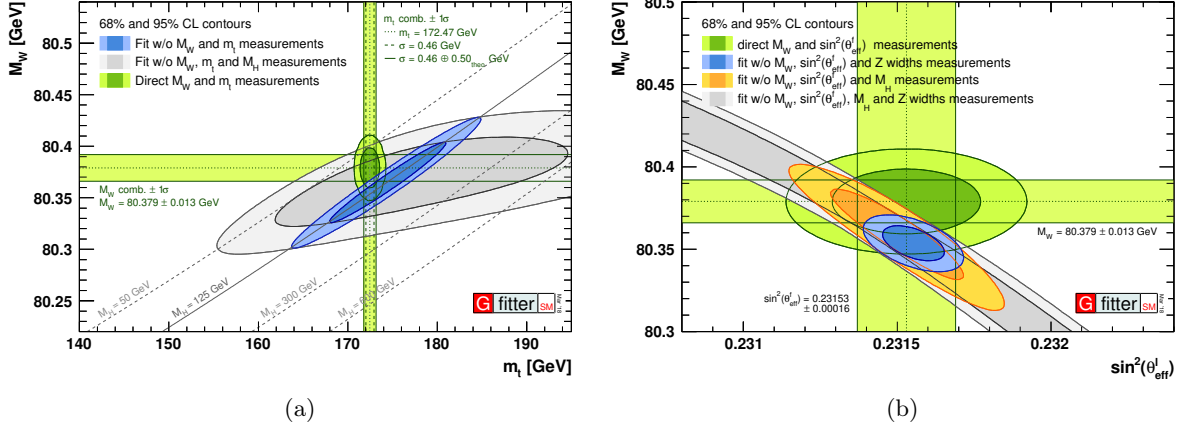 68% and 95% CL contours
Fit w/o M_W and m_t measurements
Fit w/o M_W, m_t and M_H measurements
Direct M_W and m_t measurements
m_t comb. ± 1σ
m_t = 172.47 GeV
σ = 0.46 GeV
σ = 0.46 ⊕ 0.50_theo. GeV
M_W [GeV]
80.5
80.45
80.4
80.35
80.3
80.25
M_W comb. ± 1σ
M_W = 80.379 ± 0.013 GeV
M_H = 50 GeV
M_H = 125 GeV
M_H = 300 GeV
G fitter SM
Mar '18
140 150 160 170 180 190
m_t [GeV]
(a)
68% and 95% CL contours
direct M_W and sin²(θ^l_eff) measurements
fit w/o M_W, sin²(θ^l_eff) and Z widths measurements
fit w/o M_W, sin²(θ^l_eff) and M_H measurements
fit w/o M_W, sin²(θ^l_eff), M_H and Z widths measurements
M_W [GeV]
80.5
80.45
80.4
80.35
80.3
M_W = 80.379 ± 0.013 GeV
sin²(θ^l_eff) = 0.23153
± 0.00016
G fitter SM
Mar '18
0.231 0.2315 0.232
sin²(θ^l_eff)
(b)